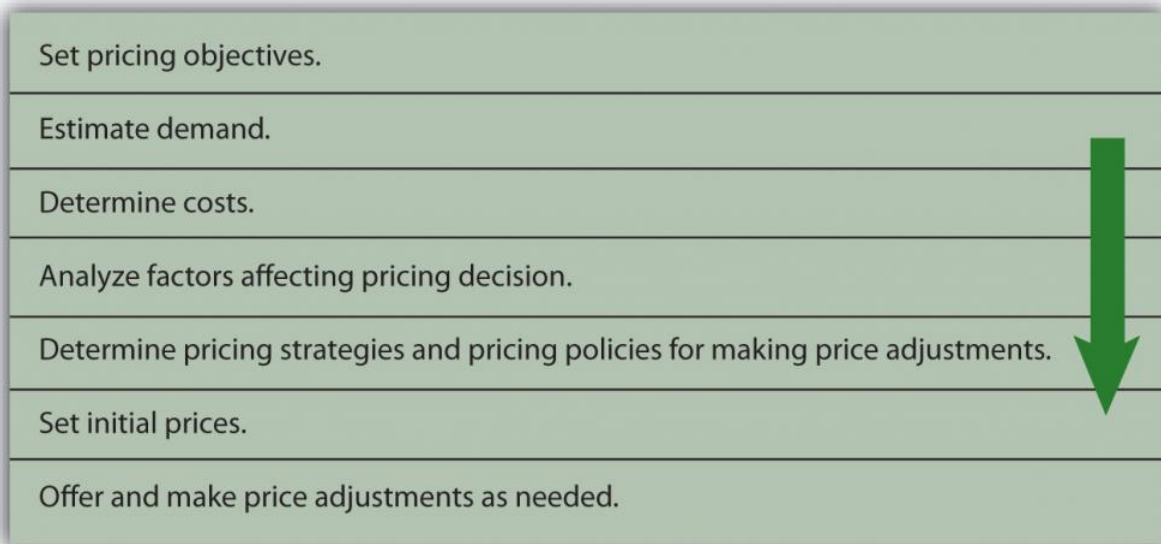 Set pricing objectives.
Estimate demand.
Determine costs.
Analyze factors affecting pricing decision.
Determine pricing strategies and pricing policies for making price adjustments.
Set initial prices.
Offer and make price adjustments as needed.